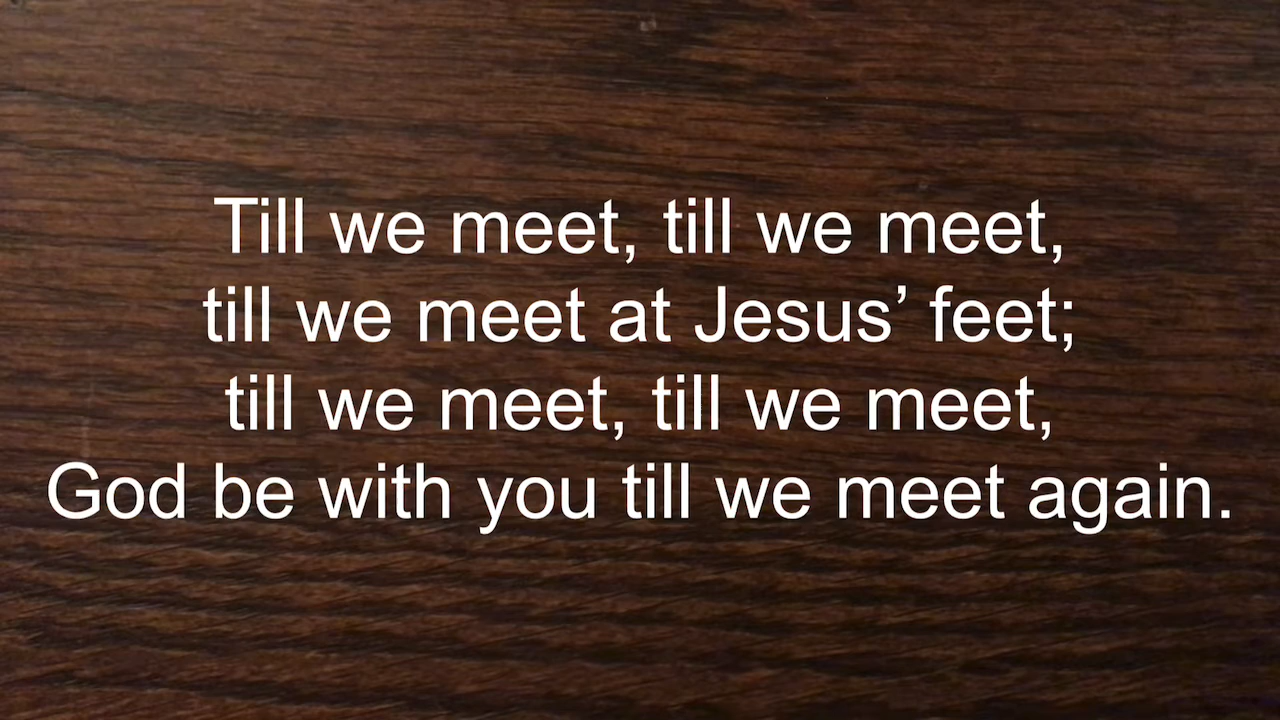 Till we meet, till we meet,
till we meet at Jesus’ feet;
till we meet, till we meet,
God be with you till we meet again.